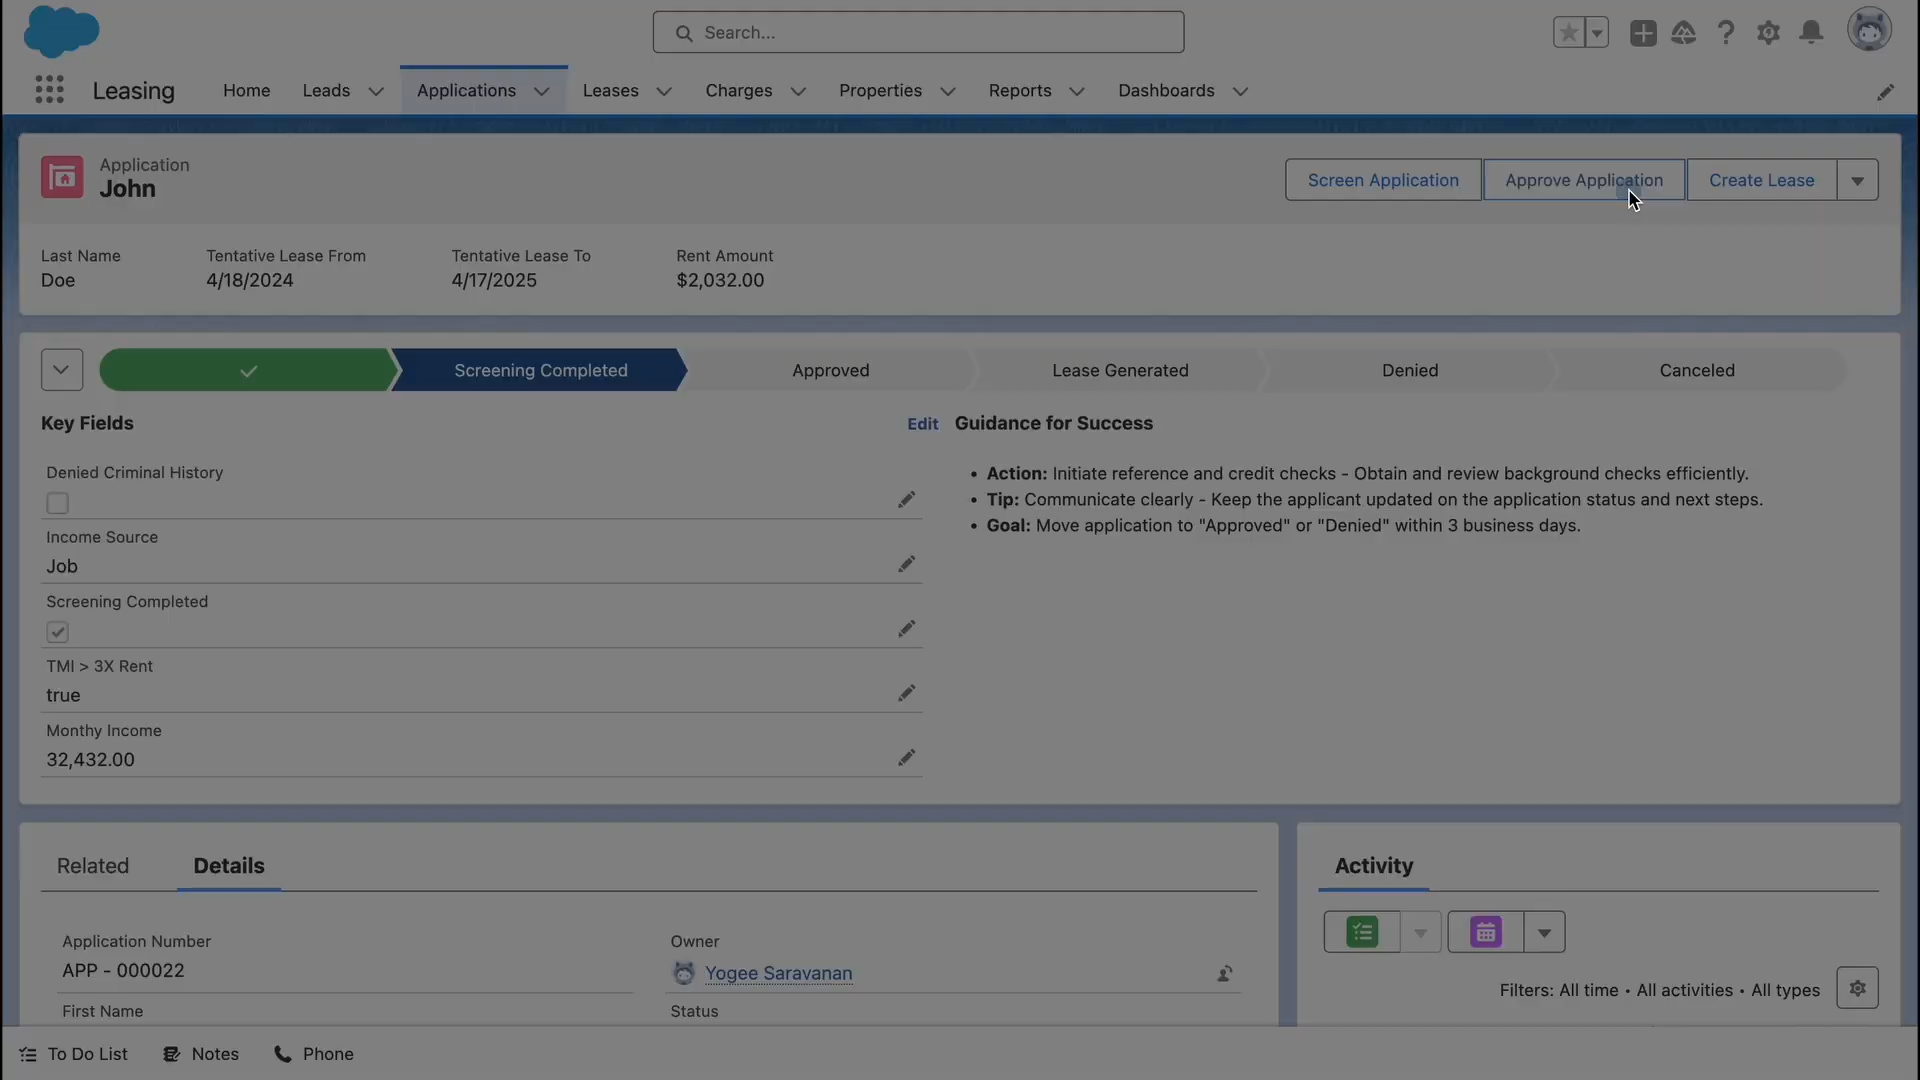 Search...
Leasing
Home
Leads
Applications
Leases
Charges
Properties
Reports
Dashboards
Application
John
Screen Application
Approve Application
Create Lease
Last Name
Tentative Lease From
Tentative Lease To
Rent Amount
Doe
4/18/2024
4/17/2025
$2,032.00
Screening Completed
Approved
Lease Generated
Denied
Canceled
Key Fields
Edit
Guidance for Success
Denied Criminal History
Income Source
Job
Screening Completed
TMI > 3X Rent
true
Monthy Income
32,432.00
• Action: Initiate reference and credit checks - Obtain and review background checks efficiently.
• Tip: Communicate clearly - Keep the applicant updated on the application status and next steps.
• Goal: Move application to "Approved" or "Denied" within 3 business days.
Related
Details
Application Number
APP - 000022
Owner
Yogee Saravanan
First Name
Status
Activity
Filters: All time • All activities • All types
To Do List
Notes
Phone